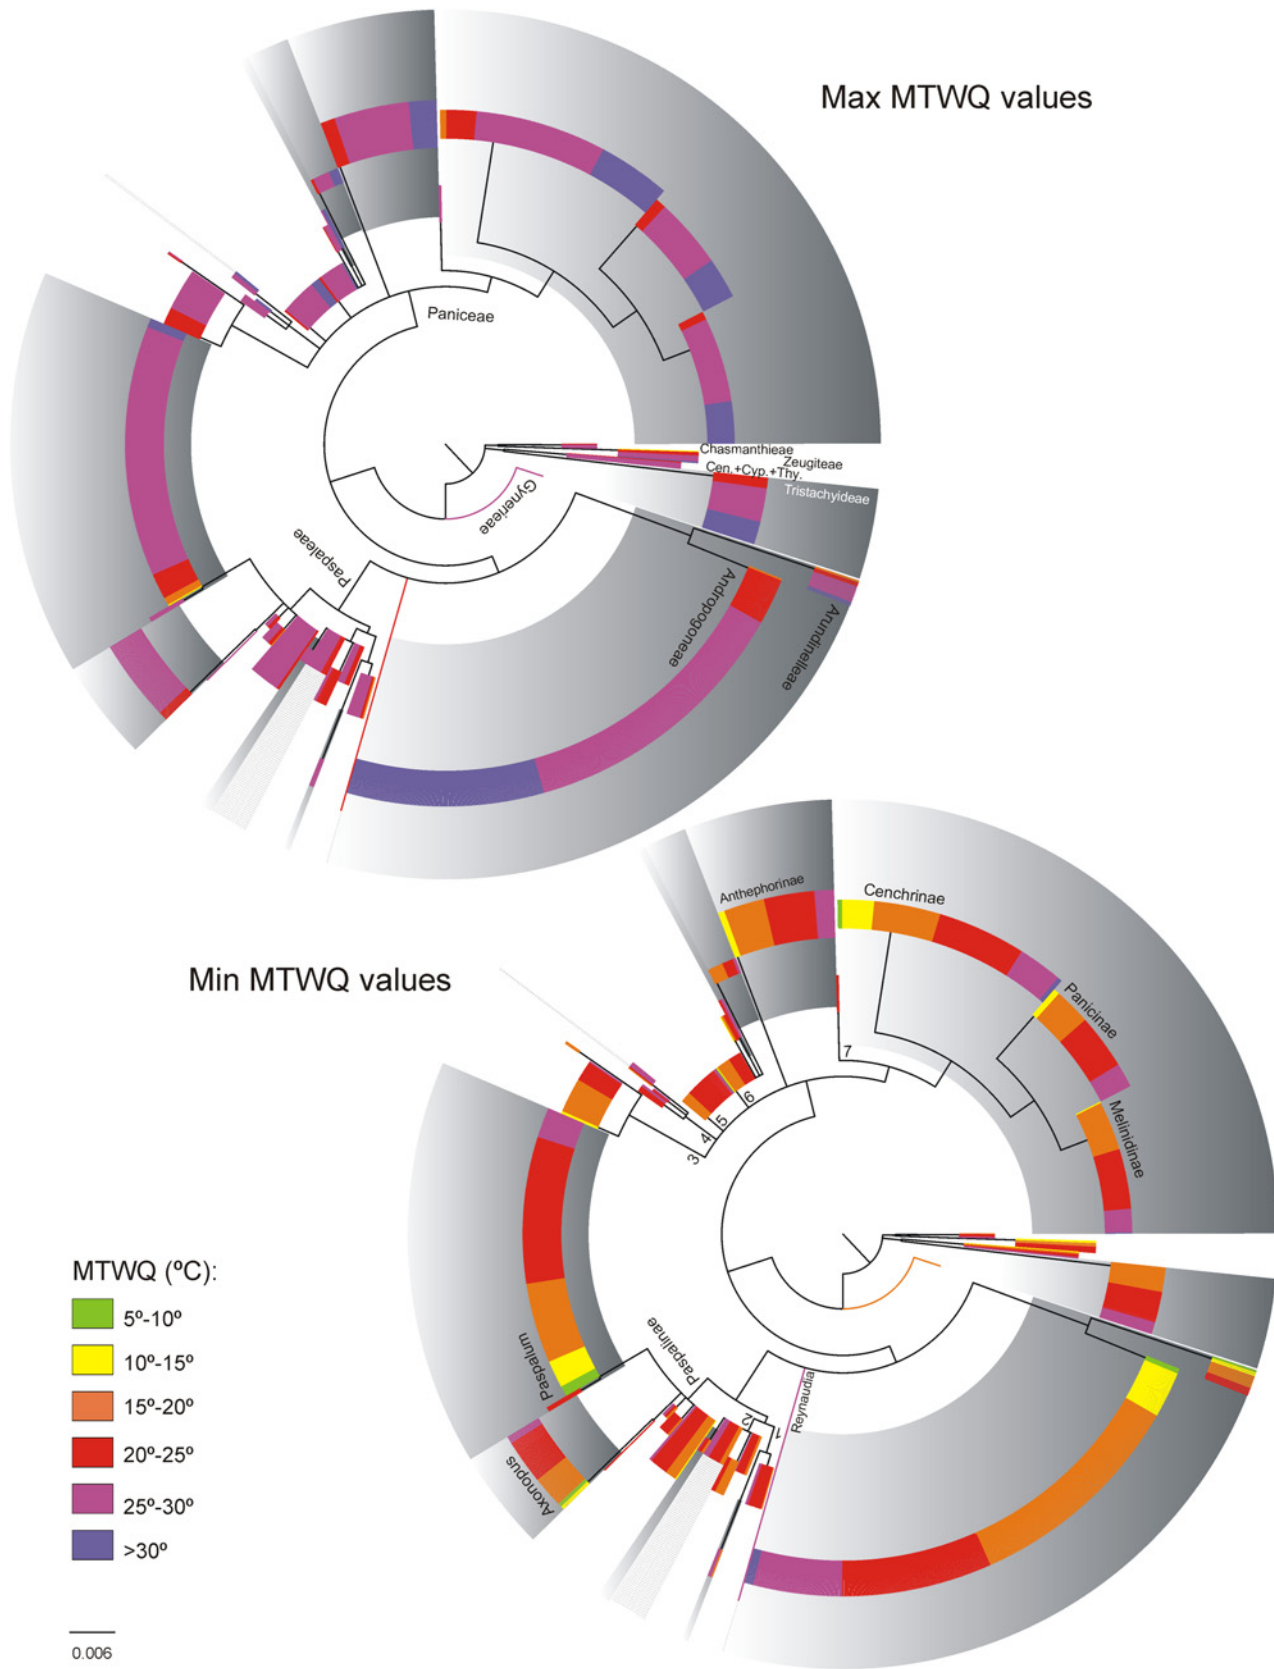 Max MTWQ values
Paniceae
Chasmanthieae
Zeugiteae
Cen.+Cyp.+Thy.
Tristachyideae
Gynerieae
Paspaleae
Andropogoneae
Arundinelleae
Min MTWQ values
Anthephorinae
Cenchrinae
Panicinae
Melinidinae
7
6
5
4
3
Paspalinae
Paspalum
2
1
Reynaudia
Axonopus
MTWQ (ºC):
5º-10º
10º-15º
15º-20º
20º-25º
25º-30º
>30º
0.006